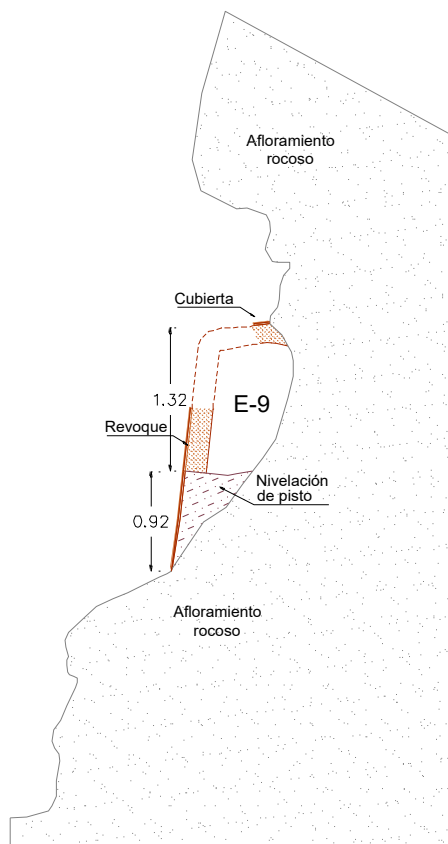 Afloramiento
rocoso
Cubierta
1.32
E-9
Revoque
Nivelación
de pisto
0.92
Afloramiento
rocoso